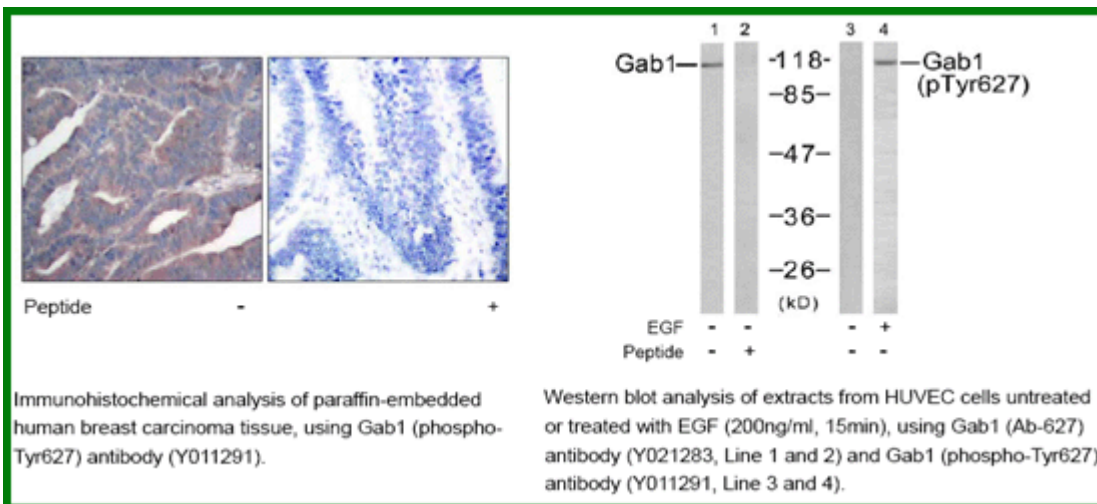 Peptide - +
Immunohistochemical analysis of paraffin-embedded
human breast carcinoma tissue, using Gab1 (phospho-
Tyr627) antibody (Y011291).
1 2 3 4
Gab1 -118- Gab1
(pTyr627)
-85-
-47-
-36-
-26-
(kD)
EGF - - - +
Peptide - + - -
Western blot analysis of extracts from HUVEC cells untreated
or treated with EGF (200ng/ml, 15min), using Gab1 (Ab-627)
antibody (Y021283, Line 1 and 2) and Gab1 (phospho-Tyr627)
antibody (Y011291, Line 3 and 4).